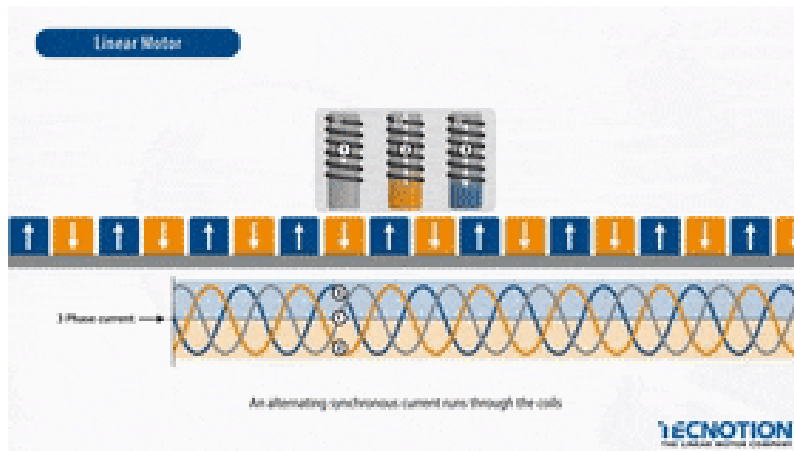 Linear Motor
3 Phase current
An alternating synchronous current runs through the coils
TECNOTION
THE LINEAR MOTOR COMPANY